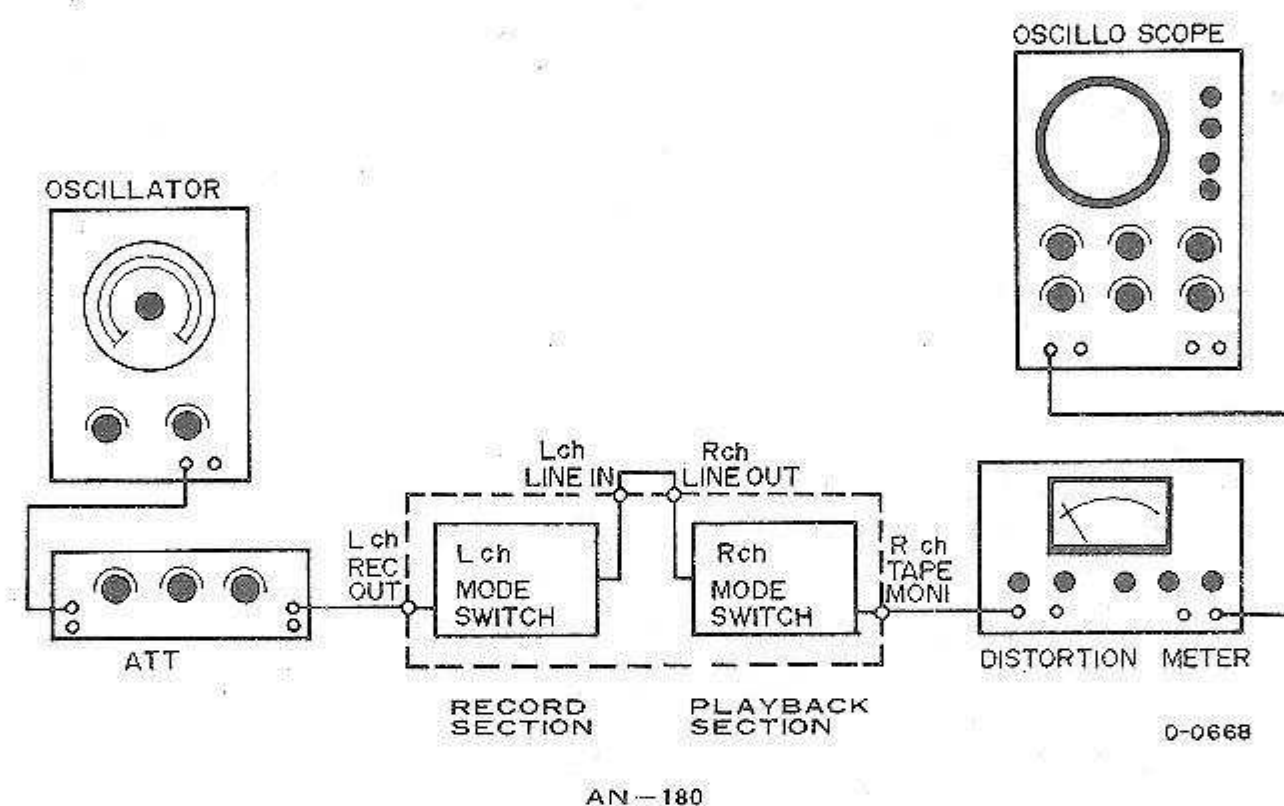 OSCILLO SCOPE
OSCILLATOR
Lch
LINE IN
Rch
LINE OUT
L ch
REC
OUT
Lch
MODE
SWITCH
Rch
MODE
SWITCH
R ch
TAPE
MONI
ATT
DISTORTION METER
RECORD
SECTION
PLAYBACK
SECTION
0-0668
AN-180